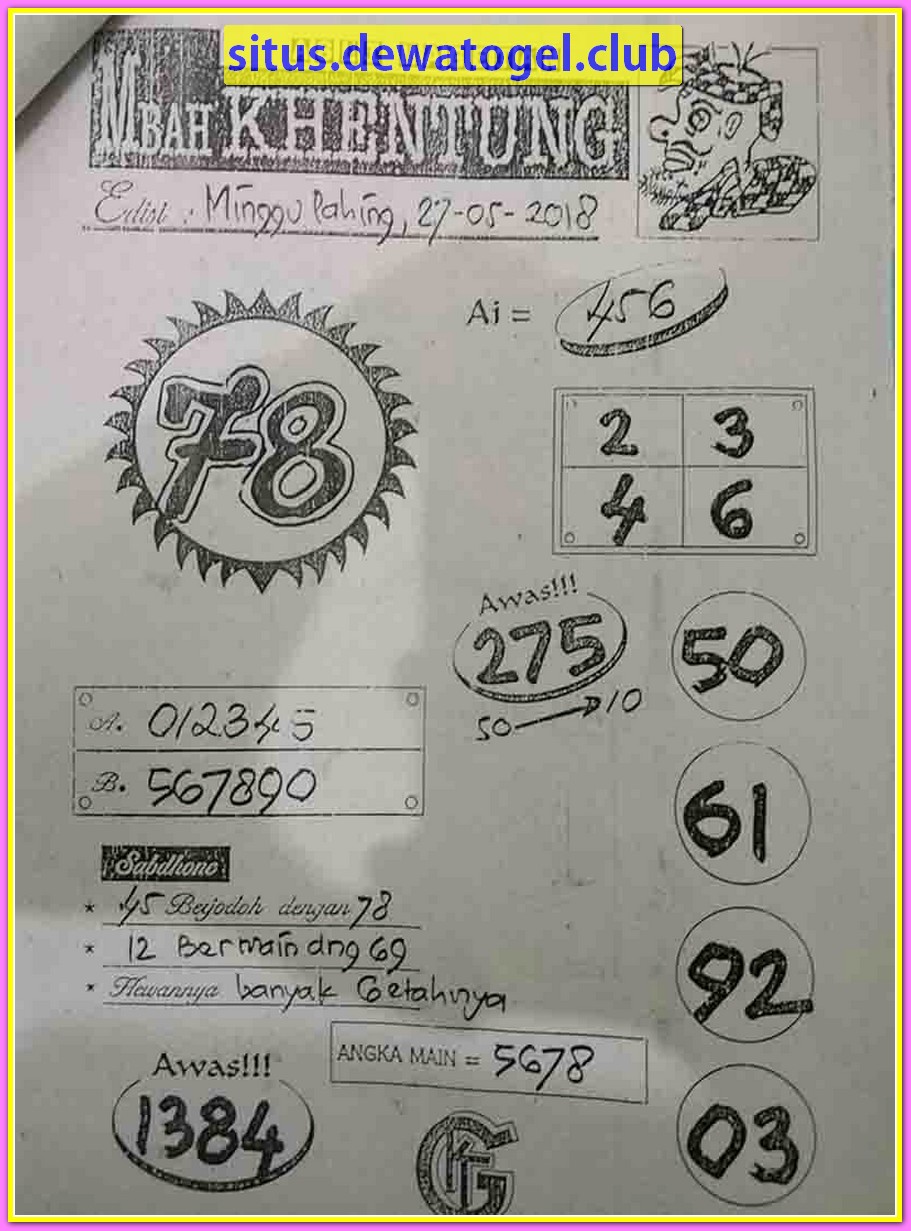 situs.dewatogel.club
MBAH KHENTUNG
Edisi : Minggu Pahing, 27-05-2018
Ai = 456
78
2 3
4 6
Awas!!!
275
50 → 10
50
A. 012345
B. 567890
61
Sabdhono
* 45 Berjodoh dengan 78
* 12 Bermain dng 69
* Hewannya banyak Getahnya
92
ANGKA MAIN = 5678
Awas!!!
1384
03